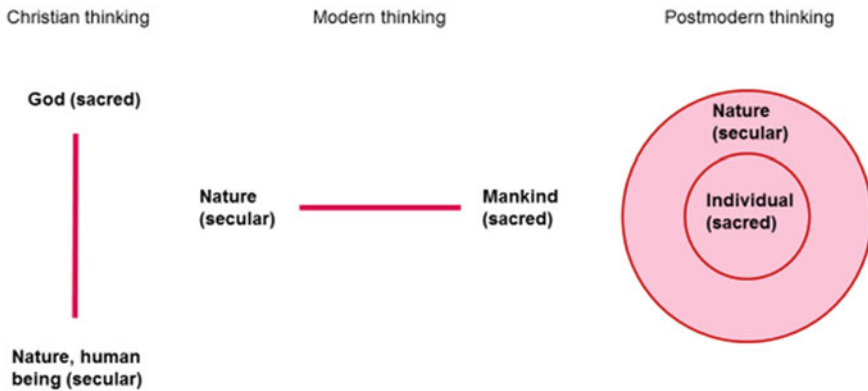 Christian thinking
Modern thinking
Postmodern thinking
God (sacred)
Nature, human
being (secular)
Nature
(secular)
Mankind
(sacred)
Nature
(secular)
Individual
(sacred)